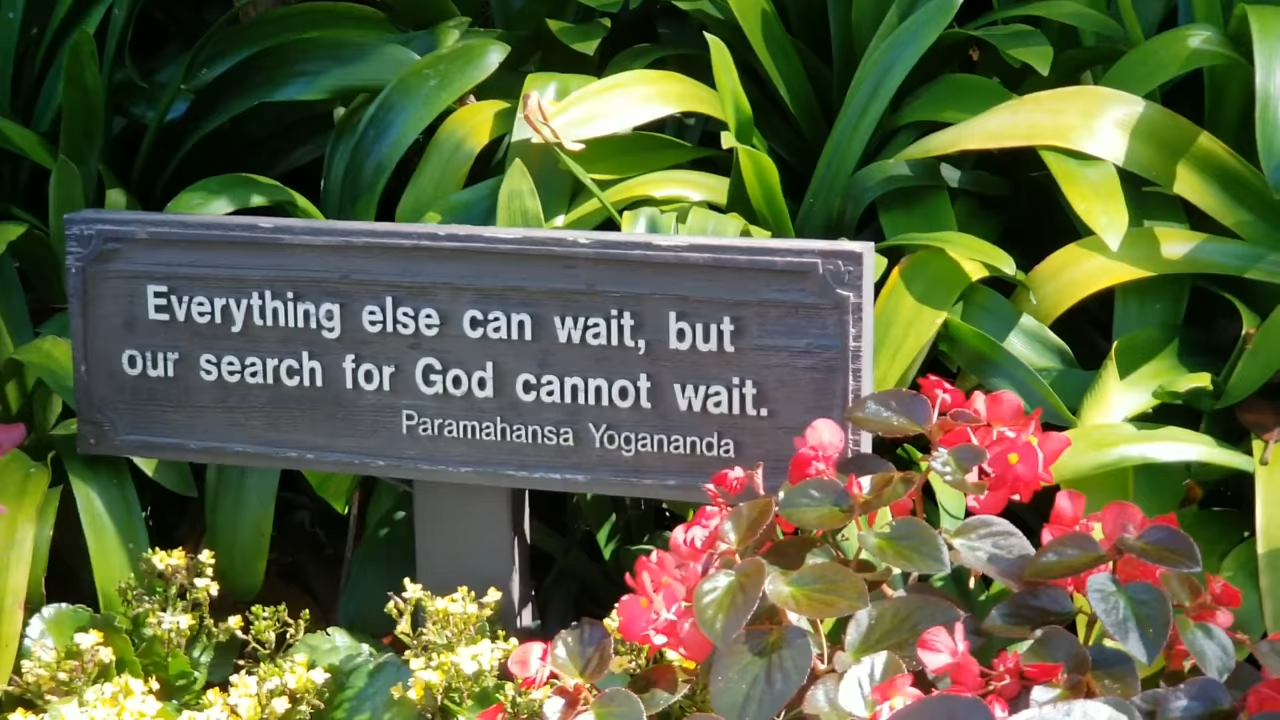 Everything else can wait, but
our search for God cannot wait.
Paramahansa Yogananda